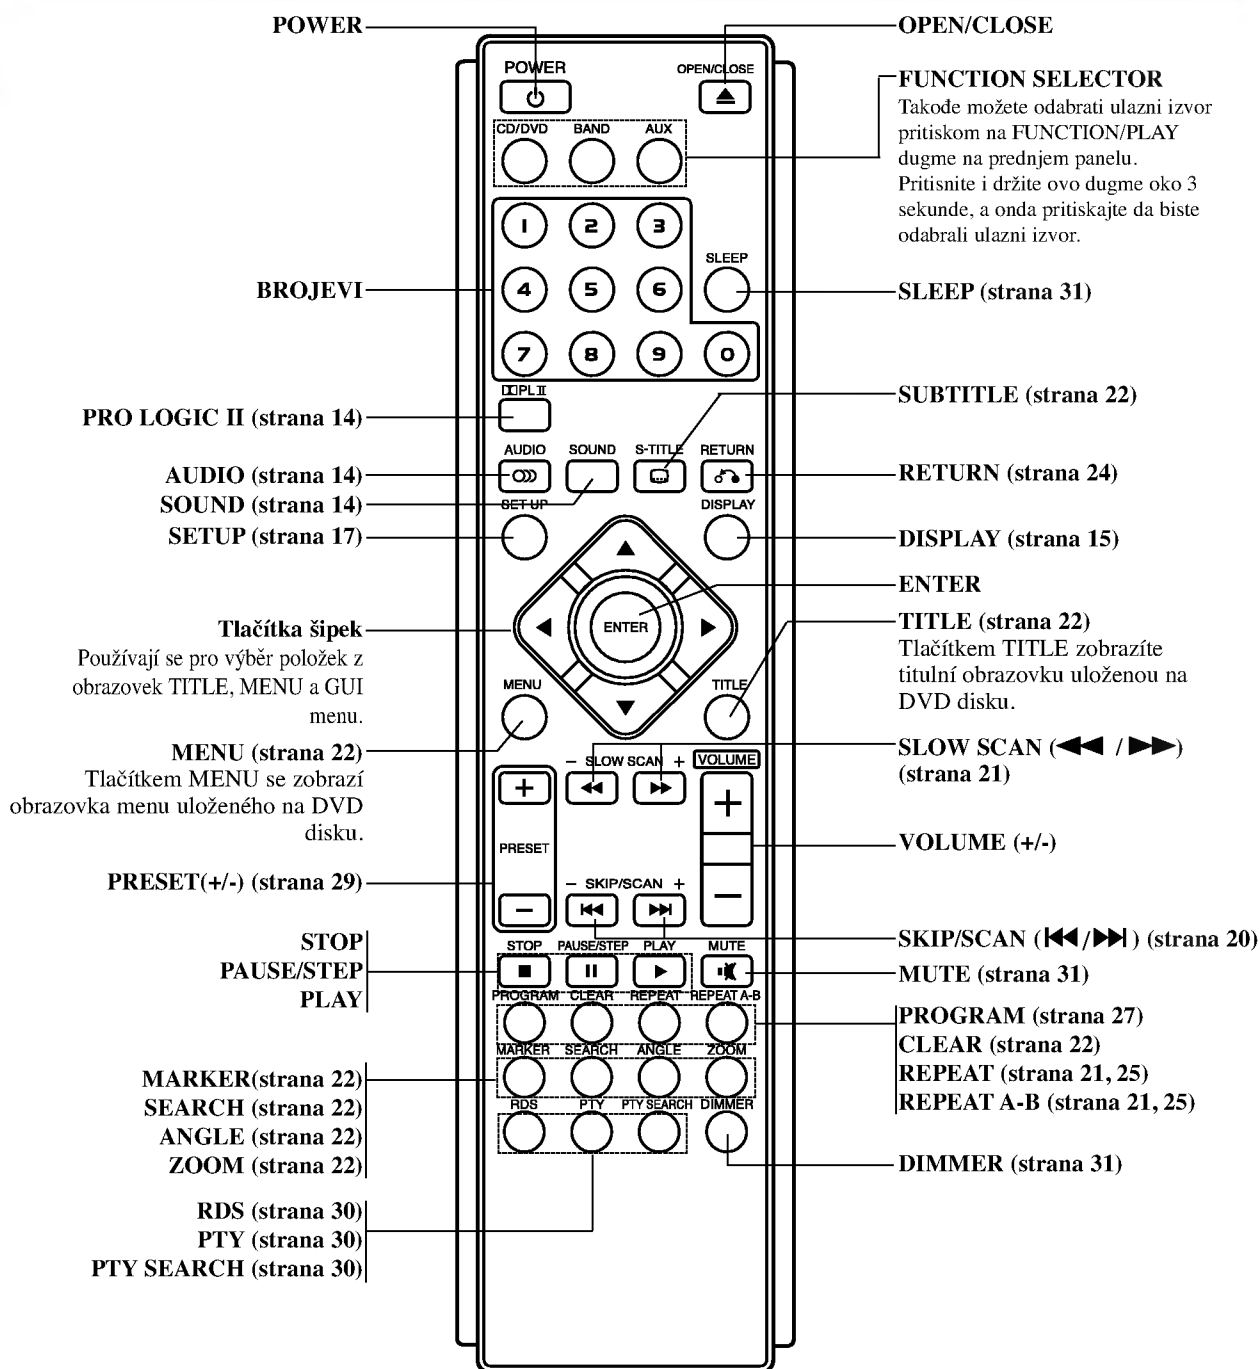 POWER
OPEN/CLOSE
FUNCTION SELECTOR
Takođe možete odabrati ulazni izvor
pritiskom na FUNCTION/PLAY
dugme na prednjem panelu.
Pritisnite i držite ovo dugme oko 3
sekunde, a onda pritiskajte da biste
odabrali ulazni izvor.
BROJEVI
SLEEP (strana 31)
SUBTITLE (strana 22)
PRO LOGIC II (strana 14)
AUDIO (strana 14)
SOUND (strana 14)
SETUP (strana 17)
RETURN (strana 24)
DISPLAY (strana 15)
ENTER
Tlačítka šipek
Používají se pro výběr položek z
obrazovek TITLE, MENU a GUI
menu.
TITLE (strana 22)
Tlačítkem TITLE zobrazíte
titulní obrazovku uloženou na
DVD disku.
MENU (strana 22)
Tlačítkem MENU se zobrazí
obrazovka menu uloženého na DVD
disku.
SLOW SCAN (◀◀ / ▶▶)
(strana 21)
VOLUME (+/-)
PRESET(+/-) (strana 29)
STOP
PAUSE/STEP
PLAY
SKIP/SCAN (|◀◀/▶▶|) (strana 20)
MUTE (strana 31)
PROGRAM (strana 27)
CLEAR (strana 22)
REPEAT (strana 21, 25)
REPEAT A-B (strana 21, 25)
MARKER(strana 22)
SEARCH (strana 22)
ANGLE (strana 22)
ZOOM (strana 22)
DIMMER (strana 31)
RDS (strana 30)
PTY (strana 30)
PTY SEARCH (strana 30)
POWER OPEN/CLOSE
CD/DVD BAND AUX
1 2 3
SLEEP
4 5 6
7 8 9 0
PL II
AUDIO SOUND S-TITLE RETURN
SET UP DISPLAY
ENTER
MENU TITLE
– SLOW SCAN + VOLUME
+ +
PRESET
– SKIP/SCAN +
– –
STOP PAUSE/STEP PLAY MUTE
PROGRAM CLEAR REPEAT REPEAT A-B
MARKER SEARCH ANGLE ZOOM
RDS PTY PTY SEARCH DIMMER